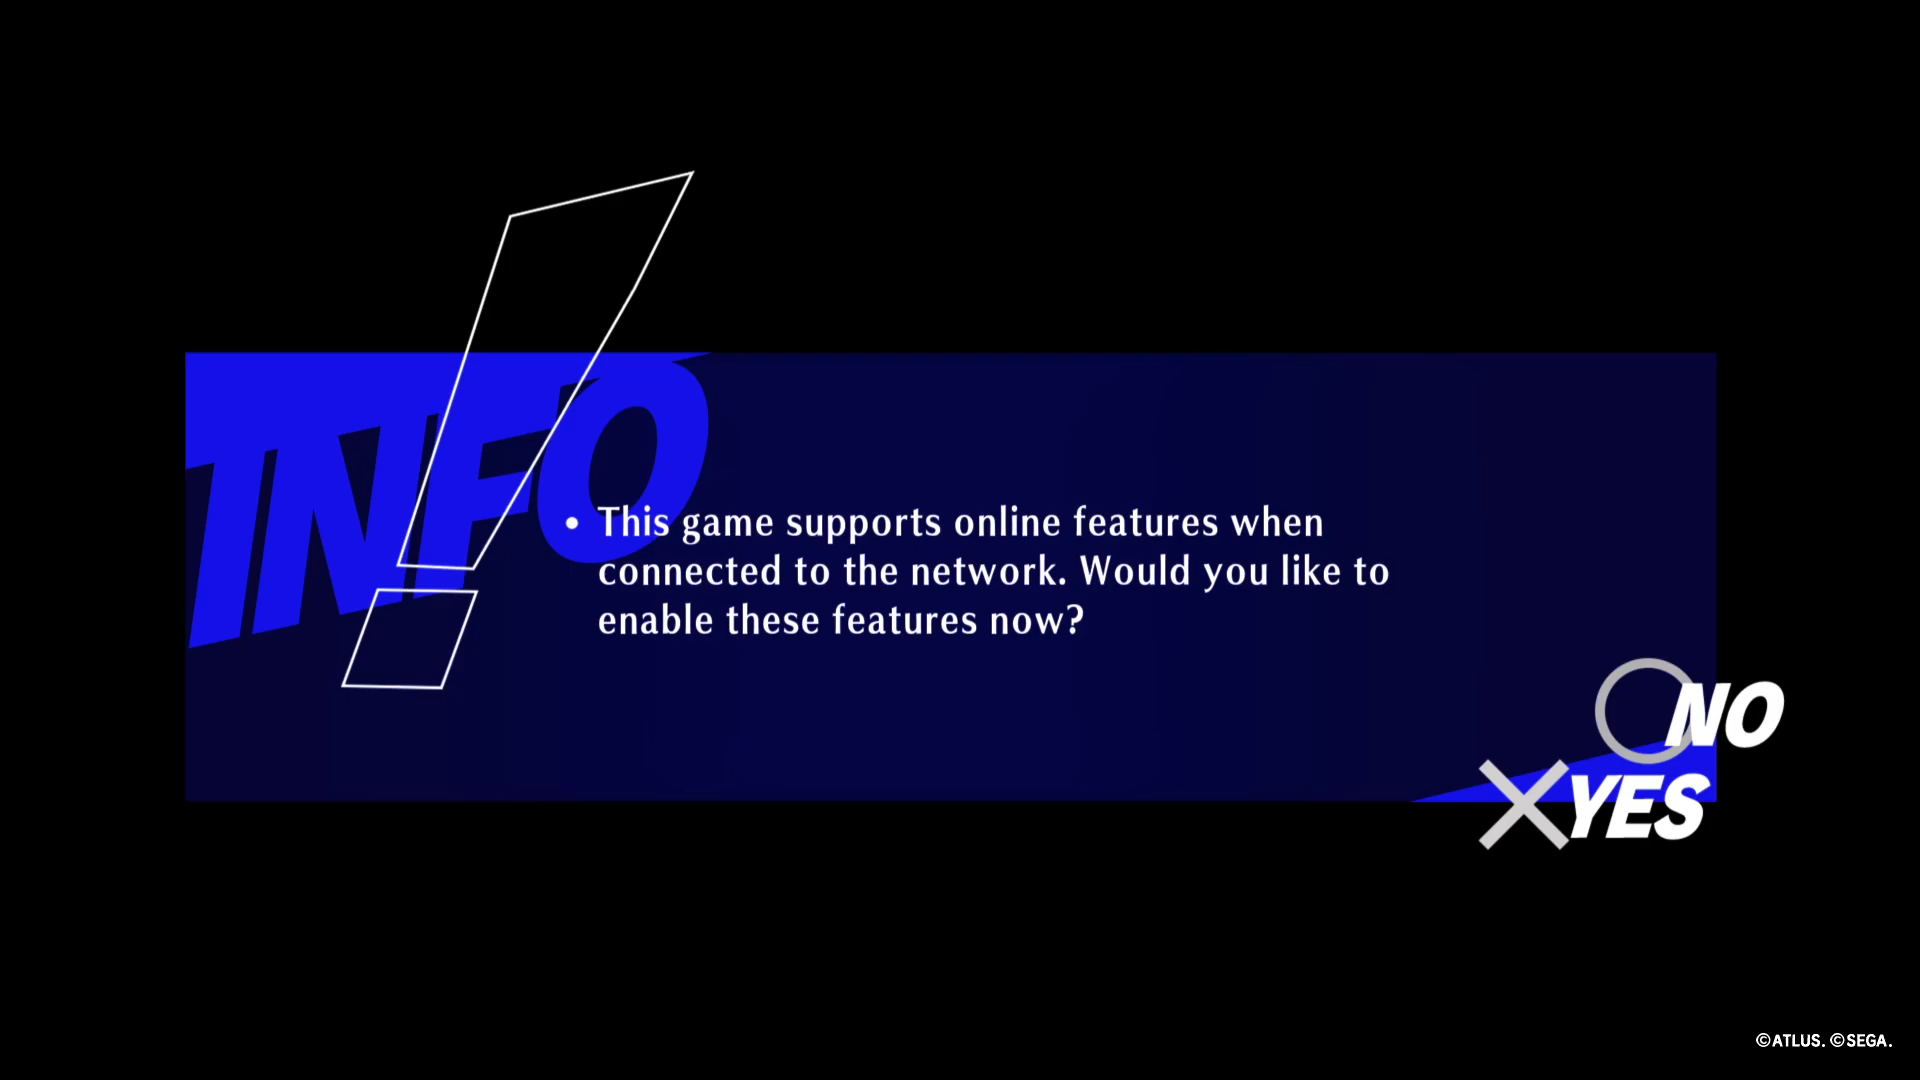 INFO
• This game supports online features when
connected to the network. Would you like to
enable these features now?
NO
YES
©ATLUS. ©SEGA.